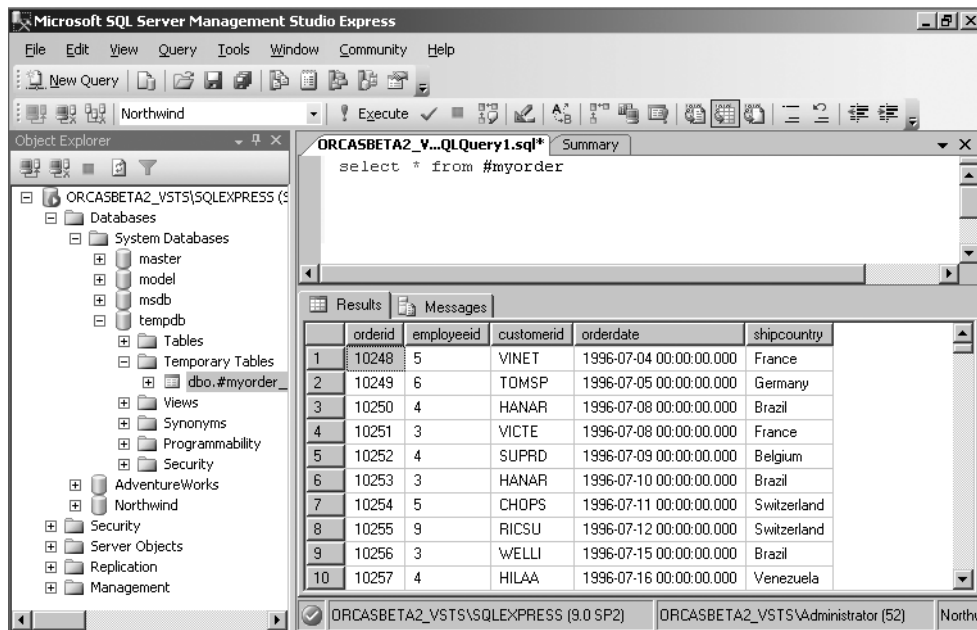 Microsoft SQL Server Management Studio Express
File Edit View Query Tools Window Community Help
New Query
Northwind Execute
Object Explorer
ORCASBETA2_V...QLQuery1.sql* Summary
select * from #myorder
ORCASBETA2_VSTS\SQLEXPRESS (S
Databases
System Databases
master
model
msdb
tempdb
Tables
Temporary Tables
dbo.#myorder_
Views
Synonyms
Programmability
Security
AdventureWorks
Northwind
Security
Server Objects
Replication
Management
Results Messages
orderid employeeid customerid orderdate shipcountry
1 10248 5 VINET 1996-07-04 00:00:00.000 France
2 10249 6 TOMSP 1996-07-05 00:00:00.000 Germany
3 10250 4 HANAR 1996-07-08 00:00:00.000 Brazil
4 10251 3 VICTE 1996-07-08 00:00:00.000 France
5 10252 4 SUPRD 1996-07-09 00:00:00.000 Belgium
6 10253 3 HANAR 1996-07-10 00:00:00.000 Brazil
7 10254 5 CHOPS 1996-07-11 00:00:00.000 Switzerland
8 10255 9 RICSU 1996-07-12 00:00:00.000 Switzerland
9 10256 3 WELLI 1996-07-15 00:00:00.000 Brazil
10 10257 4 HILAA 1996-07-16 00:00:00.000 Venezuela
ORCASBETA2_VSTS\SQLEXPRESS (9.0 SP2) ORCASBETA2_VSTS\Administrator (52) Northw